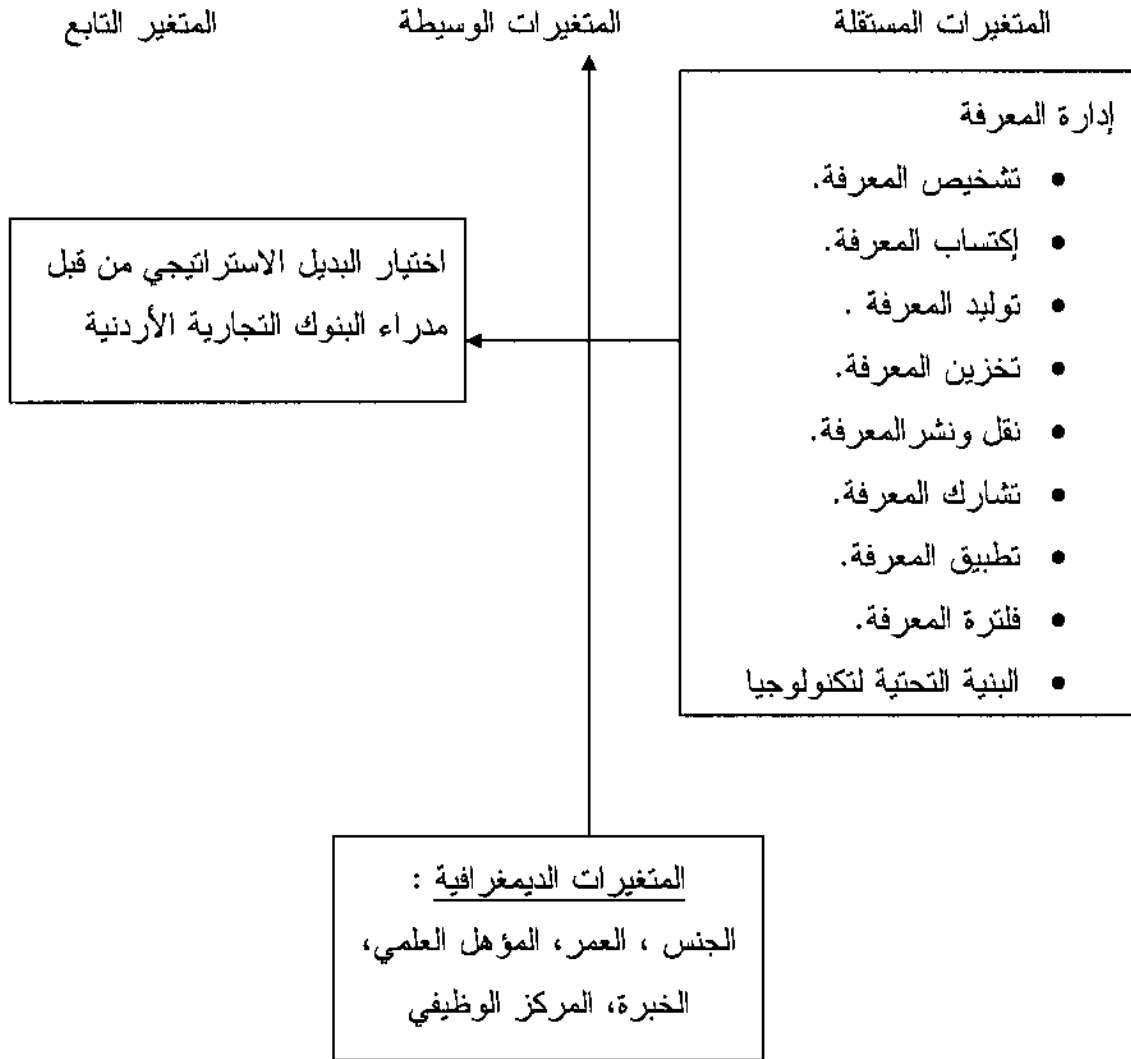 المتغيرات المستقلة
المتغيرات الوسيطة
المتغير التابع
إدارة المعرفة
• تشخيص المعرفة.
• إكتساب المعرفة.
• توليد المعرفة .
• تخزين المعرفة.
• نقل ونشر المعرفة.
• تشارك المعرفة.
• تطبيق المعرفة.
• فلترة المعرفة.
• البنية التحتية لتكنولوجيا
اختيار البديل الاستراتيجي من قبل
مدراء البنوك التجارية الأردنية
المتغيرات الديمغرافية :
الجنس ، العمر، المؤهل العلمي،
الخبرة، المركز الوظيفي